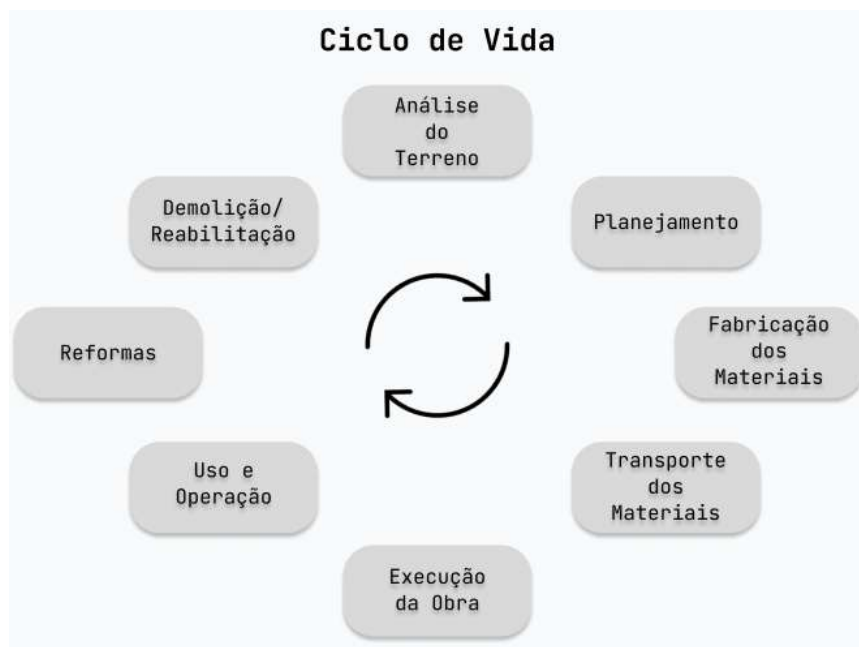 Ciclo de Vida
Análise
do
Terreno
Planejamento
Fabricação
dos
Materiais
Transporte
dos
Materiais
Execução
da Obra
Uso e
Operação
Reformas
Demolição/
Reabilitação